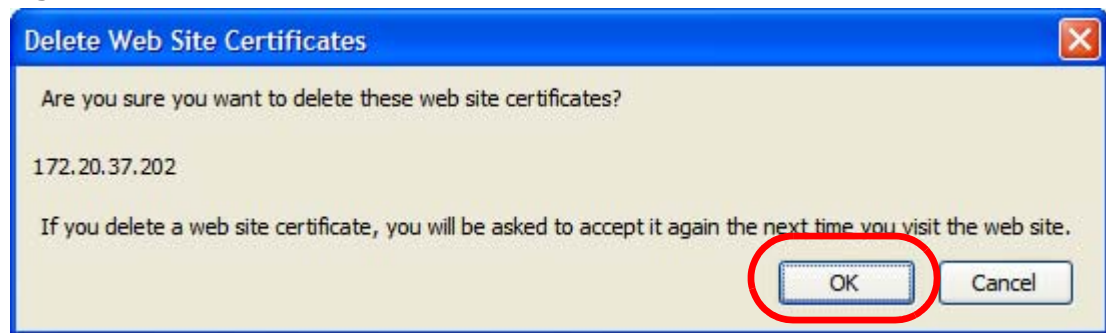 Delete Web Site Certificates
Are you sure you want to delete these web site certificates?
172.20.37.202
If you delete a web site certificate, you will be asked to accept it again the next time you visit the web site.
OK Cancel